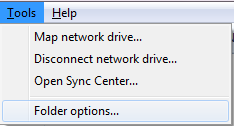 Tools Help
Map network drive...
Disconnect network drive...
Open Sync Center...
Folder options...